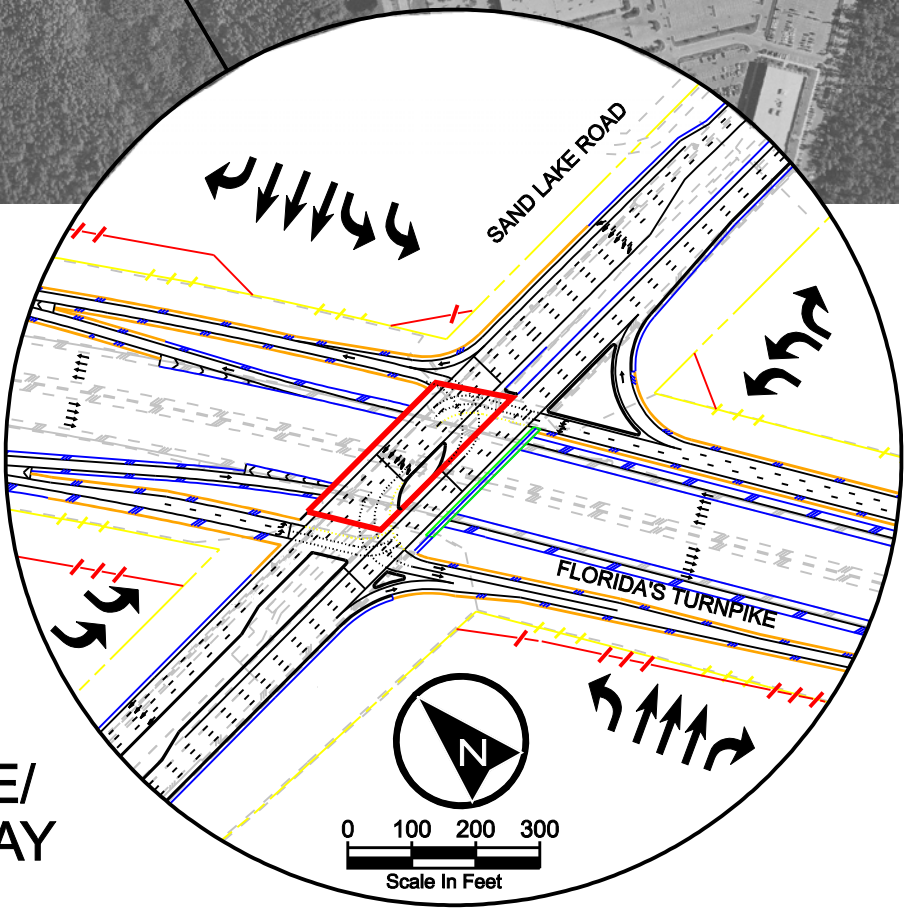 SAND LAKE ROAD
FLORIDA'S TURNPIKE
E/
AY
N
0 100 200 300
Scale In Feet